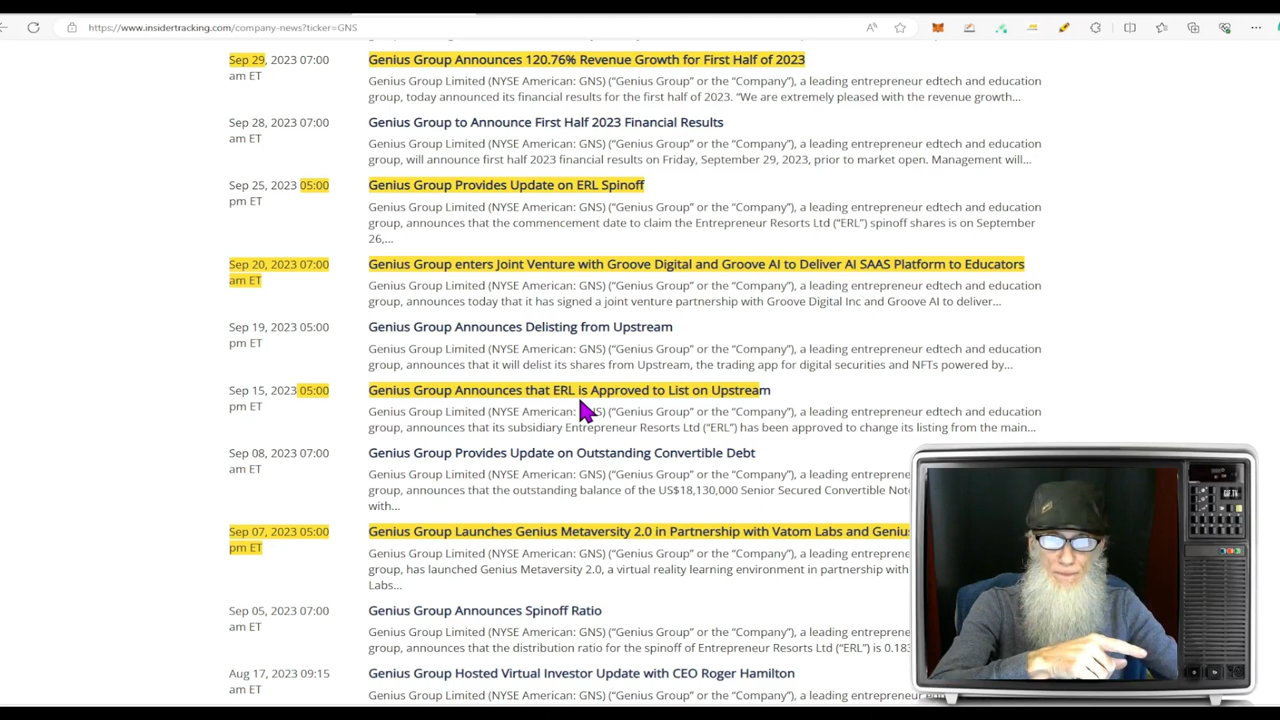 https://www.insidertracking.com/company-news?ticker=GNS
Sep 29, 2023 07:00 am ET
Genius Group Announces 120.76% Revenue Growth for First Half of 2023
Genius Group Limited (NYSE American: GNS) (“Genius Group” or the “Company”), a leading entrepreneur edtech and education
group, today announced its financial results for the first half of 2023. “We are extremely pleased with the revenue growth...
Sep 28, 2023 07:00 am ET
Genius Group to Announce First Half 2023 Financial Results
Genius Group Limited (NYSE American: GNS) (“Genius Group” or the “Company”), a leading entrepreneur edtech and education
group, will announce first half 2023 financial results on Friday, September 29, 2023, prior to market open. Management will...
Sep 25, 2023 05:00 pm ET
Genius Group Provides Update on ERL Spinoff
Genius Group Limited (NYSE American: GNS) (“Genius Group” or the “Company”), a leading entrepreneur edtech and education
group, announces that the commencement date to claim the Entrepreneur Resorts Ltd (“ERL”) spinoff shares is on September
26,...
Sep 20, 2023 07:00 am ET
Genius Group enters Joint Venture with Groove Digital and Groove AI to Deliver AI SAAS Platform to Educators
Genius Group Limited (NYSE American: GNS) (“Genius Group” or the “Company”), a leading entrepreneur edtech and education
group, announces today that it has signed a joint venture partnership with Groove Digital Inc and Groove AI to deliver...
Sep 19, 2023 05:00 pm ET
Genius Group Announces Delisting from Upstream
Genius Group Limited (NYSE American: GNS) (“Genius Group” or the “Company”), a leading entrepreneur edtech and education
group, announces that it will delist its shares from Upstream, the trading app for digital securities and NFTs powered by...
Sep 15, 2023 05:00 pm ET
Genius Group Announces that ERL is Approved to List on Upstream
Genius Group Limited (NYSE American: GNS) (“Genius Group” or the “Company”), a leading entrepreneur edtech and education
group, announces that its subsidiary Entrepreneur Resorts Ltd (“ERL”) has been approved to change its listing from the main...
Sep 08, 2023 07:00 am ET
Genius Group Provides Update on Outstanding Convertible Debt
Genius Group Limited (NYSE American: GNS) (“Genius Group” or the “Company”), a leading
group, announces that the outstanding balance of the US$18,130,000 Senior Secured Convertible
with...
Sep 07, 2023 05:00 pm ET
Genius Group Launches Genius Metaversity 2.0 in Partnership with Vatom Labs and
Genius Group Limited (NYSE American: GNS) (“Genius Group” or the “Company”), a leading
group, has launched Genius Metaversity 2.0, a virtual reality learning environment in partnership with
Labs...
Sep 05, 2023 07:00 am ET
Genius Group Announces Spinoff Ratio
Genius Group Limited (NYSE American: GNS) (“Genius Group” or the “Company”), a leading
group, announces that the distribution ratio for the spinoff of Entrepreneur Resorts Ltd (“ERL”) is
Aug 17, 2023 09:15 am ET
Genius Group Hosted Virtual Investor Update with CEO Roger Hamilton
Genius Group Limited (NYSE American: GNS) (“Genius Group” or the “Company”), a leading entrepreneur